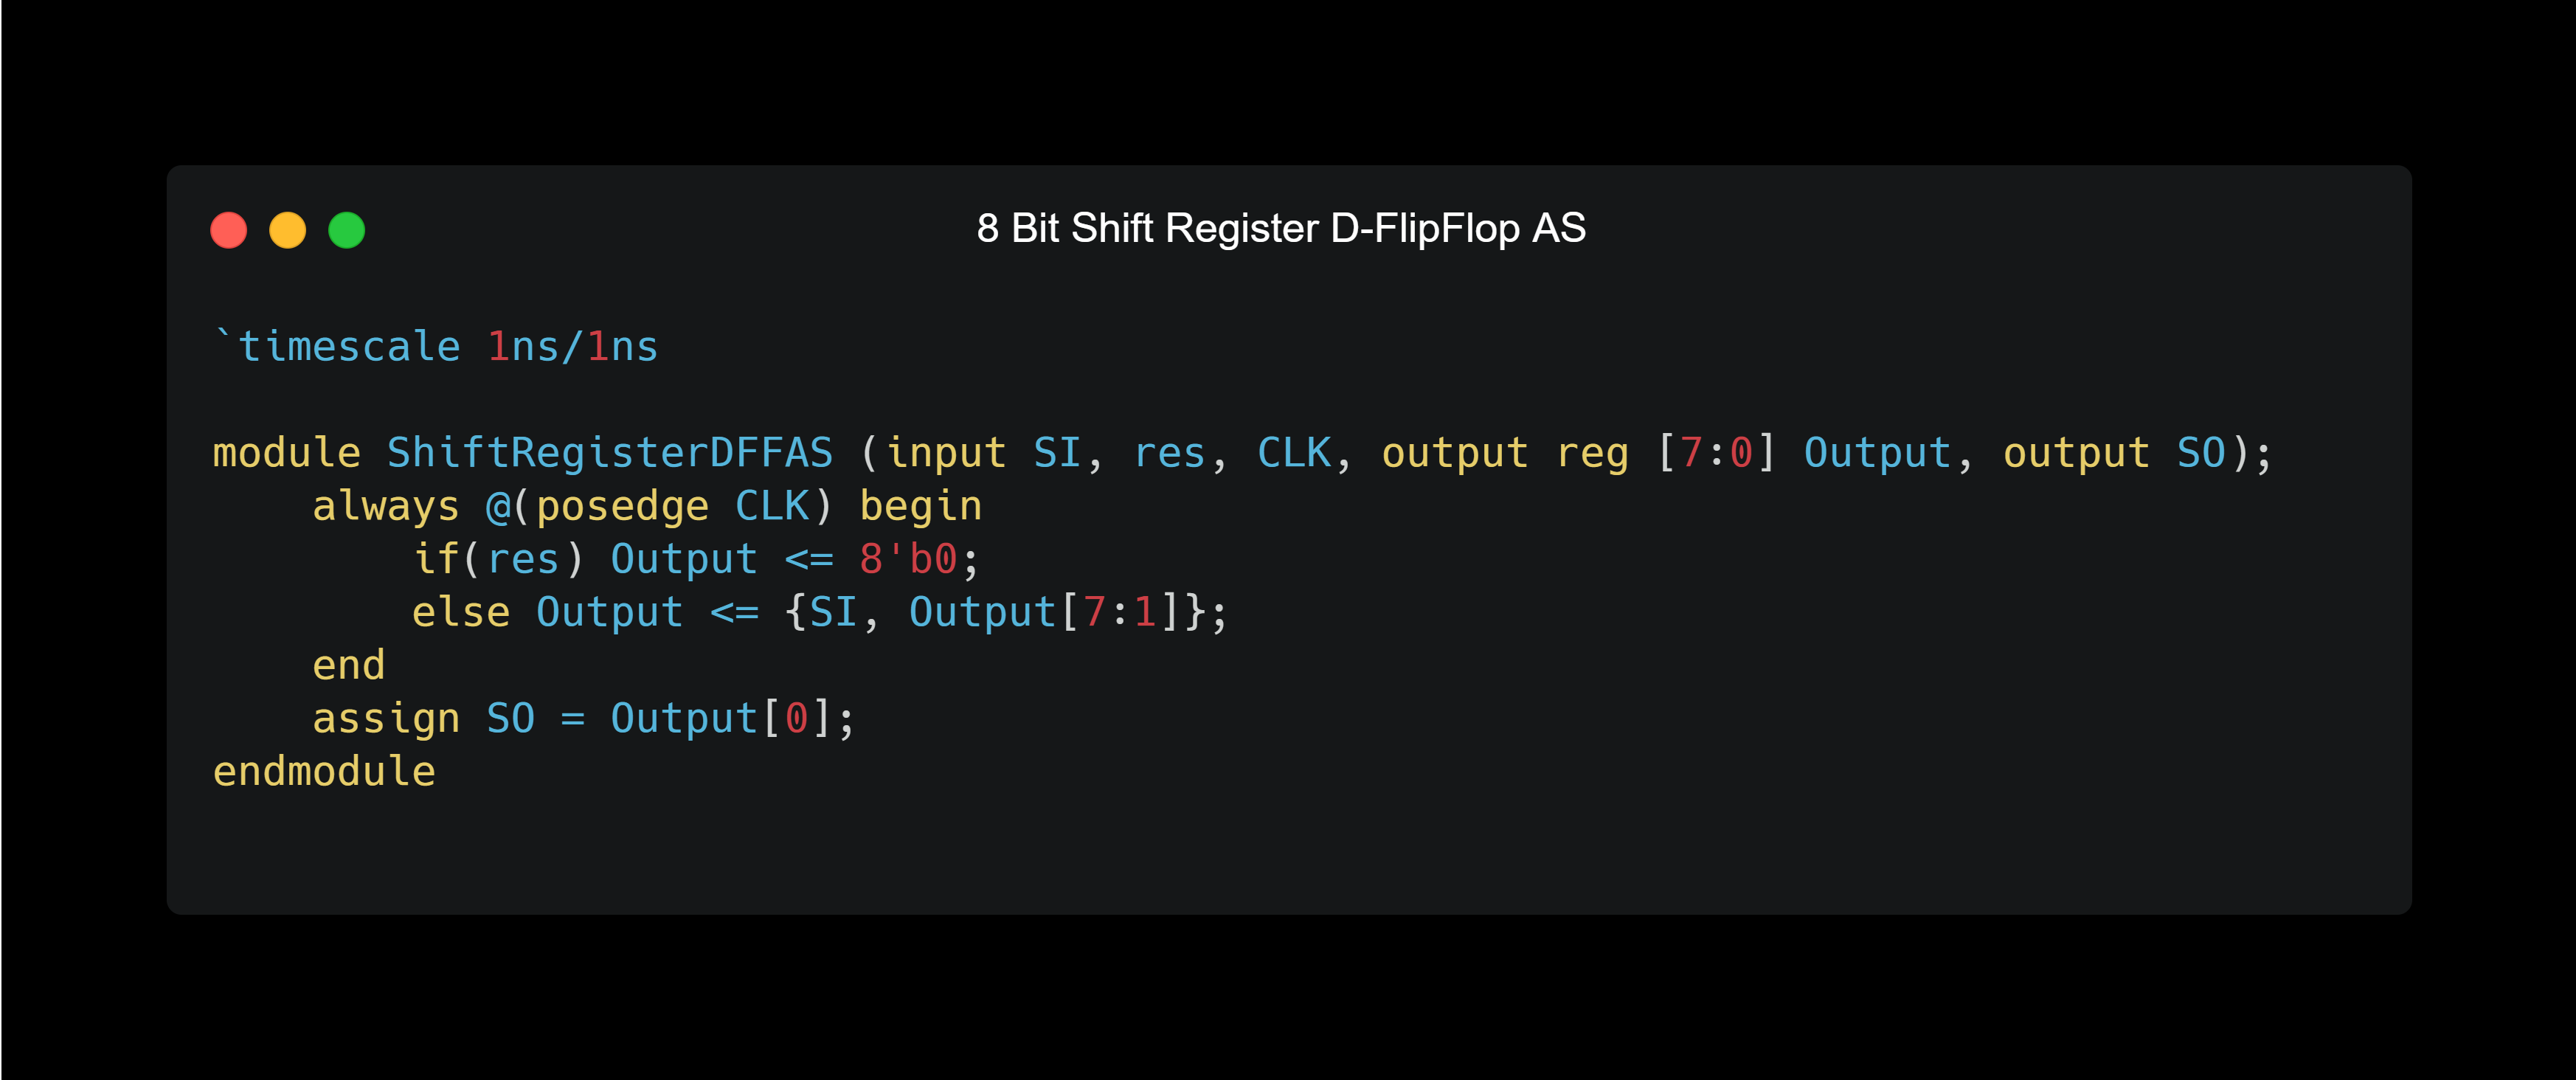 8 Bit Shift Register D-FlipFlop AS
`timescale 1ns/1ns
module ShiftRegisterDFFAS (input SI, res, CLK, output reg [7:0] Output, output SO);
    always @(posedge CLK) begin
        if(res) Output <= 8'b0;
        else Output <= {SI, Output[7:1]};
    end
    assign SO = Output[0];
endmodule